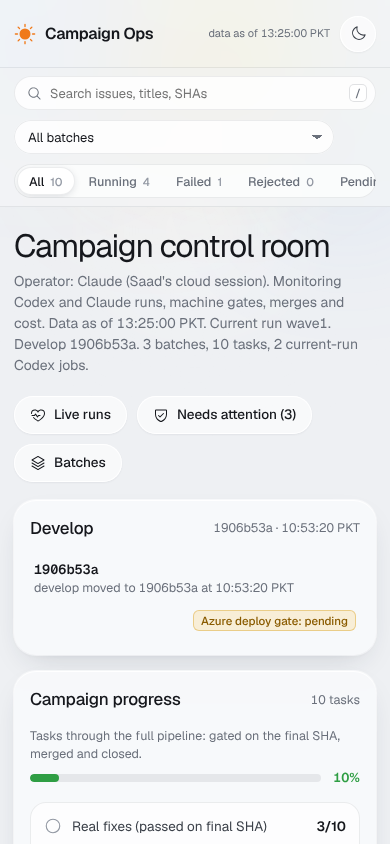 Campaign Ops
data as of 13:25:00 PKT
Search issues, titles, SHAs
/
All batches
All 10 Running 4 Failed 1 Rejected 0 Pendin
Campaign control room
Operator: Claude (Saad's cloud session). Monitoring
Codex and Claude runs, machine gates, merges and
cost. Data as of 13:25:00 PKT. Current run wave1.
Develop 1906b53a. 3 batches, 10 tasks, 2 current-run
Codex jobs.
Live runs
Needs attention (3)
Batches
Develop
1906b53a · 10:53:20 PKT
1906b53a
develop moved to 1906b53a at 10:53:20 PKT
Azure deploy gate: pending
Campaign progress
10 tasks
Tasks through the full pipeline: gated on the final SHA,
merged and closed.
10%
Real fixes (passed on final SHA)
3/10